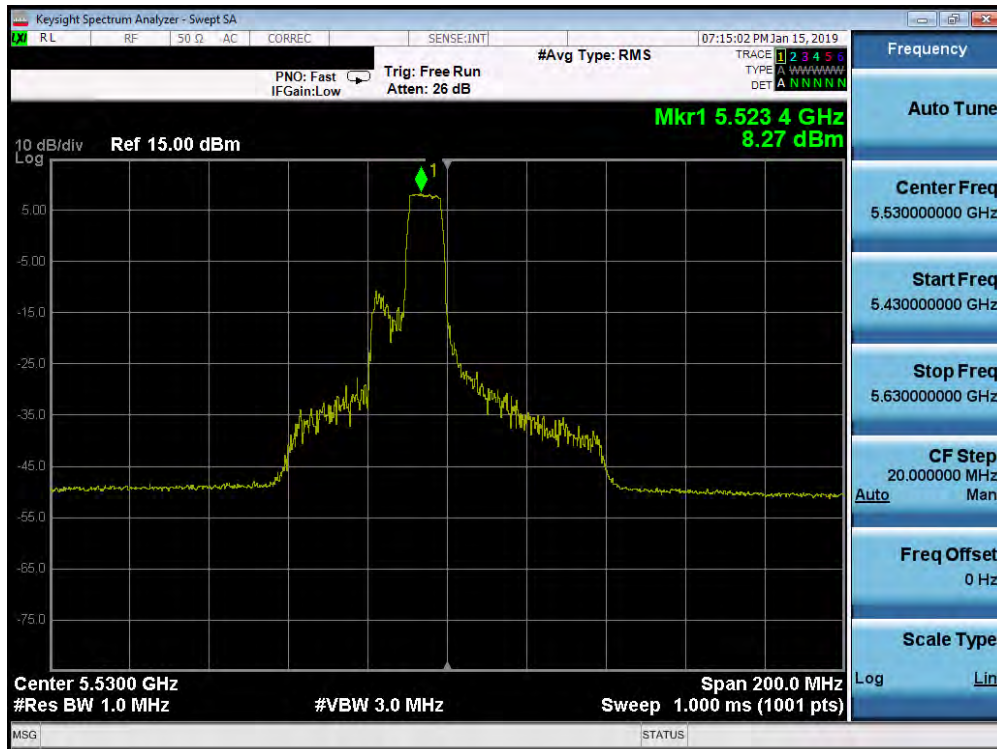 Keysight Spectrum Analyzer - Swept SA
LXI RL RF 50 Ω AC CORREC SENSE:INT 07:15:02 PM Jan 15, 2019
#Avg Type: RMS
TRACE 1 2 3 4 5 6
TYPE A WWWWW
DET A N N N N N
PNO: Fast
IFGain:Low
Trig: Free Run
Atten: 26 dB
Mkr1 5.523 4 GHz
8.27 dBm
10 dB/div
Log
Ref 15.00 dBm
1
5.00
-5.00
-15.0
-25.0
-35.0
-45.0
-55.0
-65.0
-75.0
Center 5.5300 GHz
Span 200.0 MHz
#Res BW 1.0 MHz
#VBW 3.0 MHz
Sweep 1.000 ms (1001 pts)
MSG
STATUS
Frequency
Auto Tune
Center Freq
5.530000000 GHz
Start Freq
5.430000000 GHz
Stop Freq
5.630000000 GHz
CF Step
20.000000 MHz
Auto Man
Freq Offset
0 Hz
Scale Type
Log Lin